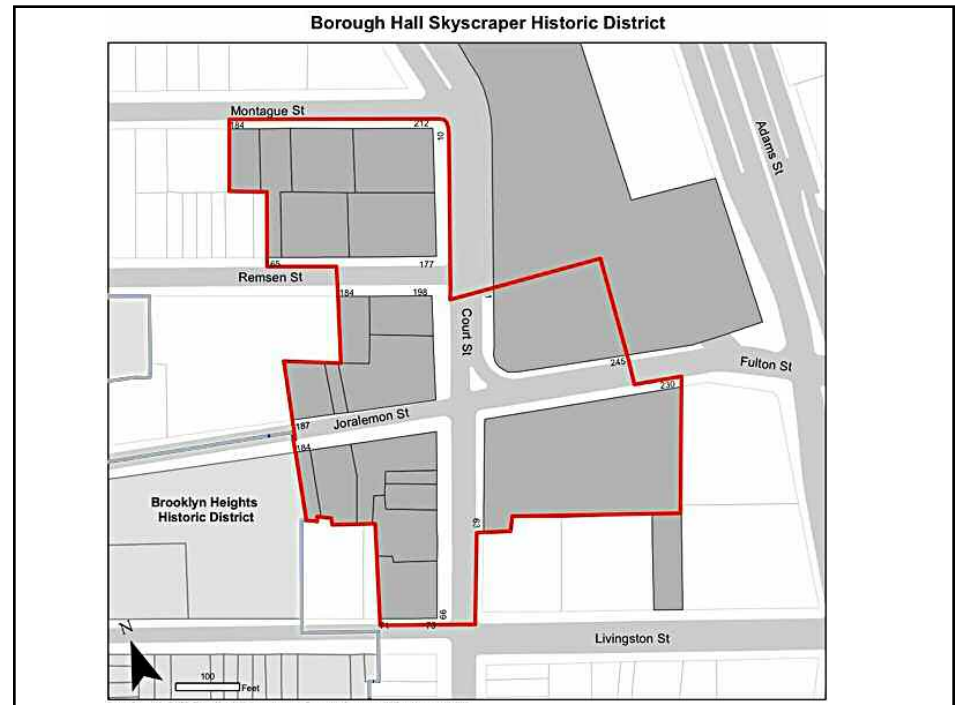 Borough Hall Skyscraper Historic District
Montague St
184
212
10
Adams St
65
177
Remsen St
184
198
1
Court St
245
Fulton St
230
187
Joralemon St
184
Brooklyn Heights
Historic District
63
66
71
Livingston St
N
100
Feet